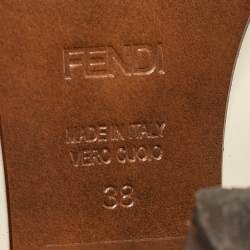 FENDI
MADE IN ITALY
VERO CUOIO
38